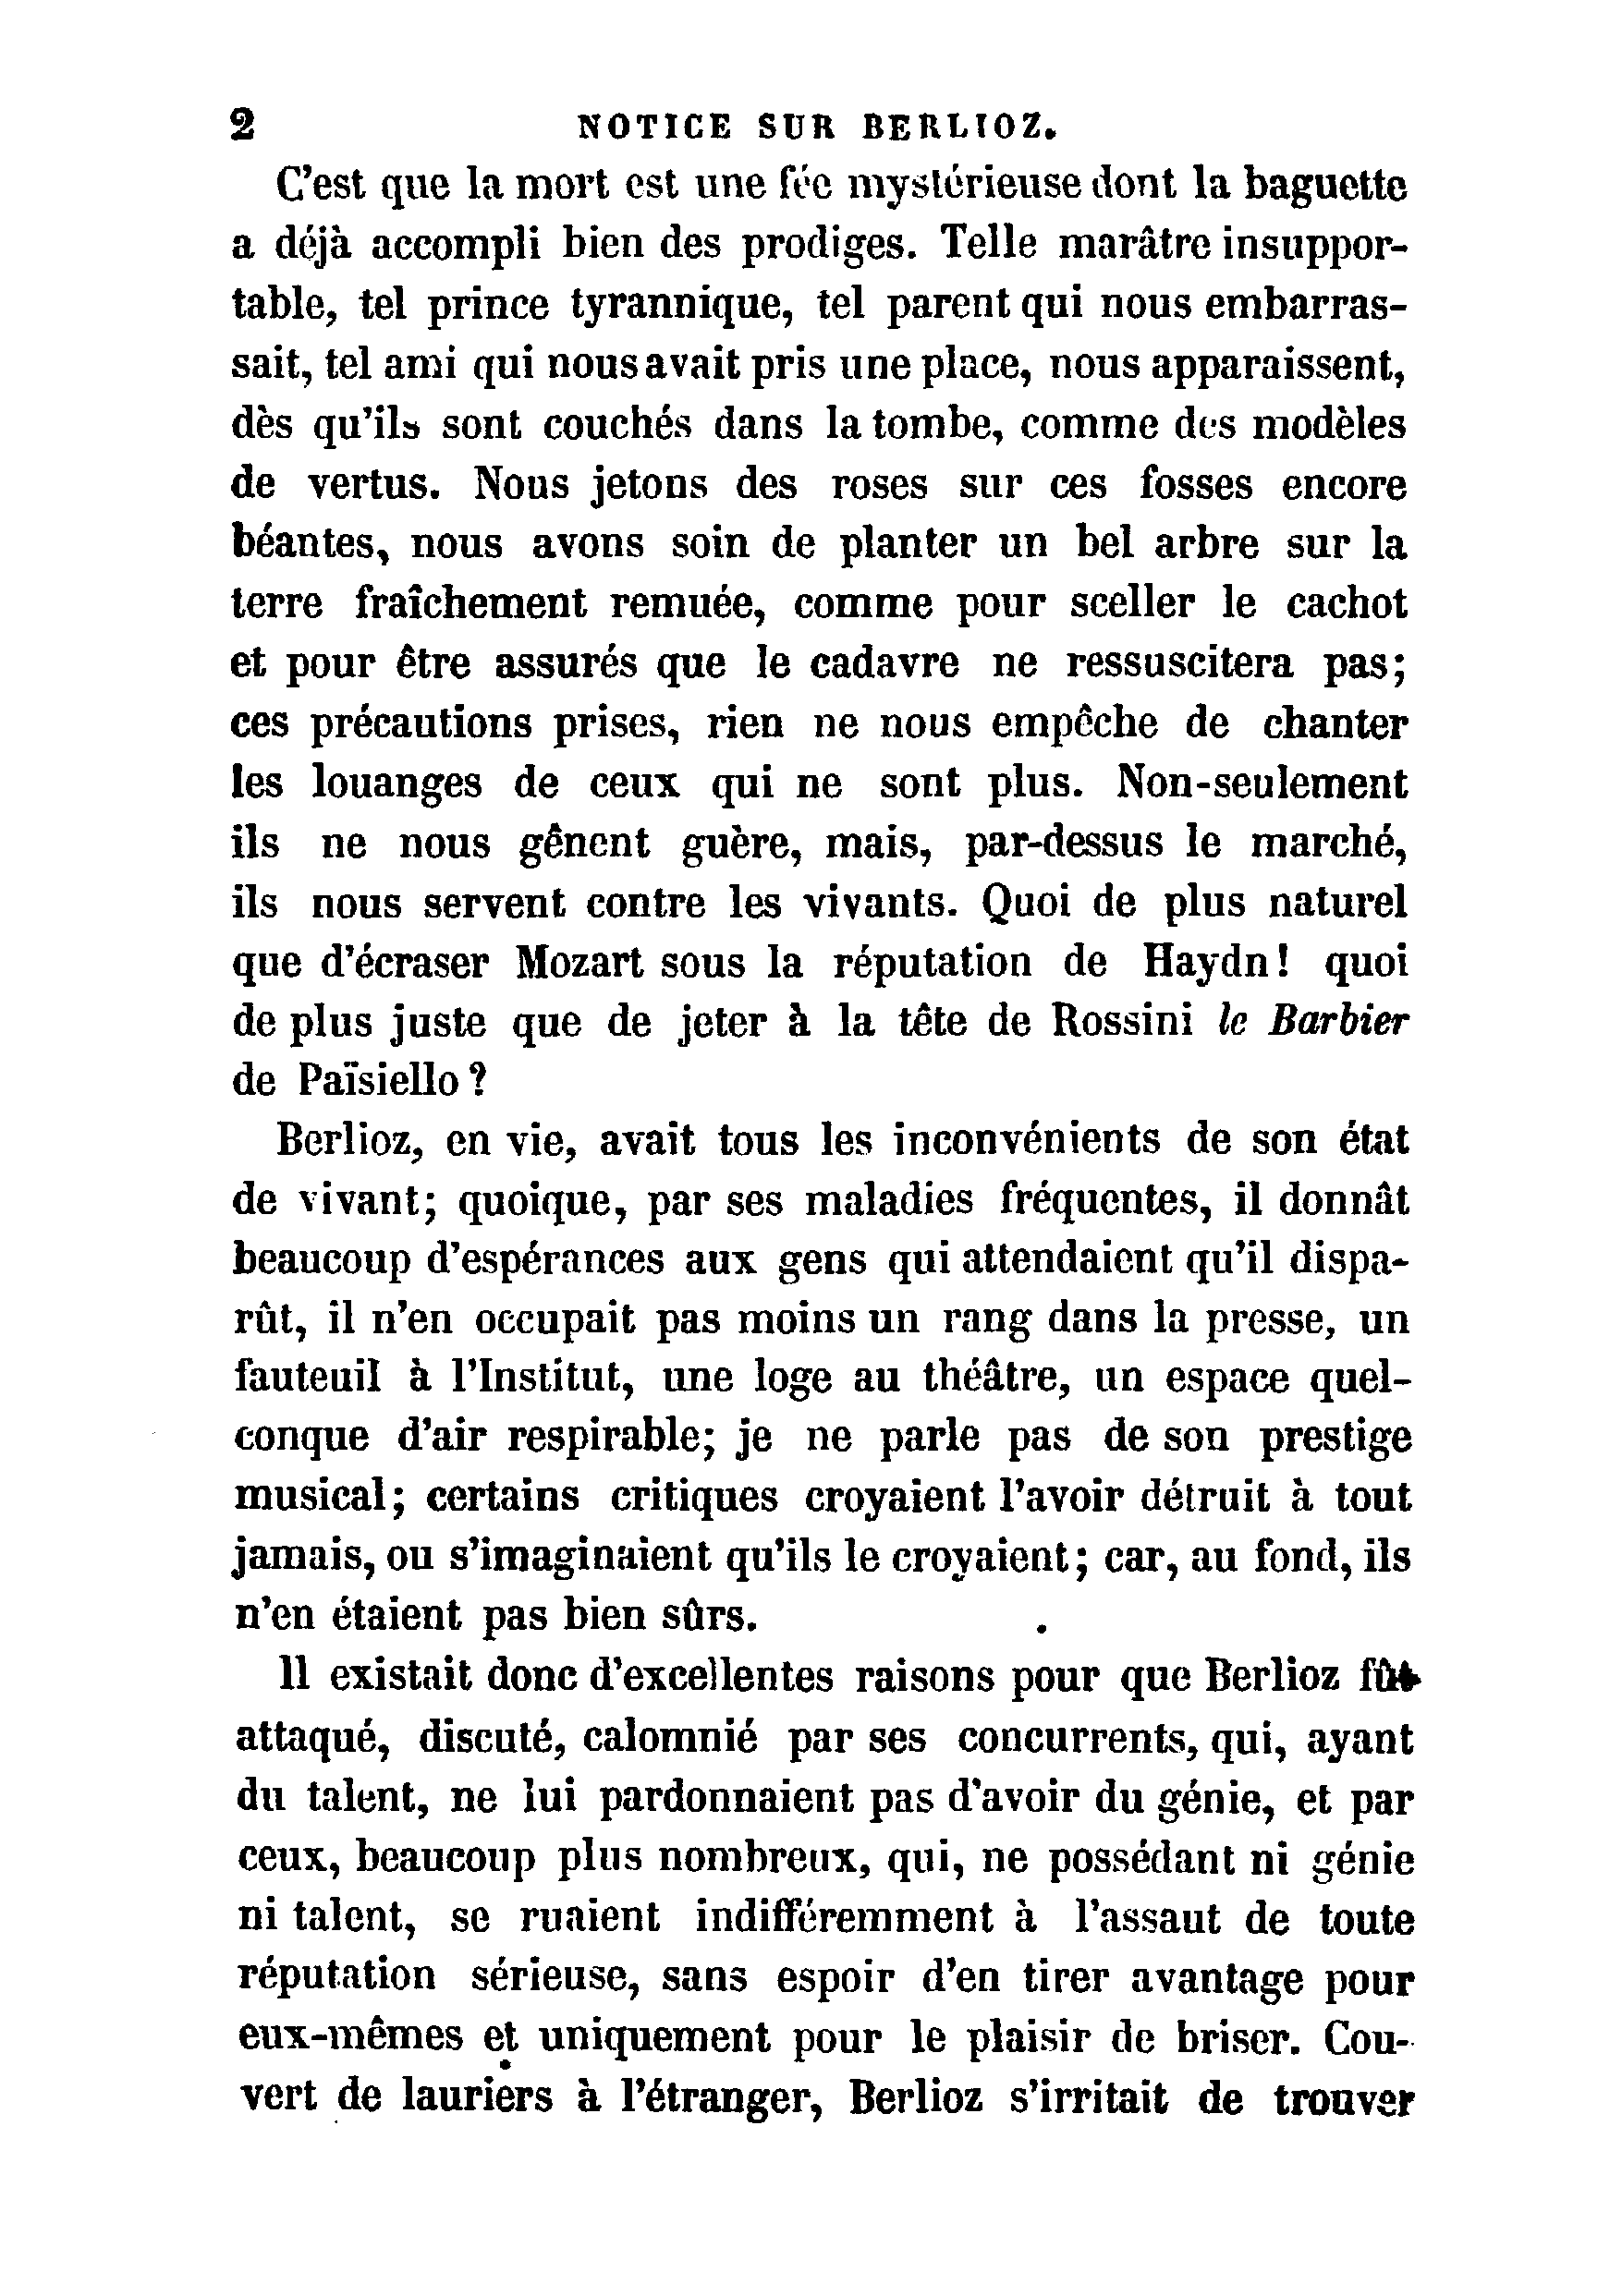 2 NOTICE SUR BERLIOZ.
C'est que la mort est une fée mystérieuse dont la baguette
a déjà accompli bien des prodiges. Telle marâtre insuppor-
table, tel prince tyrannique, tel parent qui nous embarras-
sait, tel ami qui nous avait pris une place, nous apparaissent,
dès qu'ils sont couchés dans la tombe, comme des modèles
de vertus. Nous jetons des roses sur ces fosses encore
béantes, nous avons soin de planter un bel arbre sur la
terre fraîchement remuée, comme pour sceller le cachot
et pour être assurés que le cadavre ne ressuscitera pas;
ces précautions prises, rien ne nous empêche de chanter
les louanges de ceux qui ne sont plus. Non-seulement
ils ne nous gênent guère, mais, par-dessus le marché,
ils nous servent contre les vivants. Quoi de plus naturel
que d'écraser Mozart sous la réputation de Haydn! quoi
de plus juste que de jeter à la tête de Rossini le Barbier
de Païsiello ?
Berlioz, en vie, avait tous les inconvénients de son état
de vivant; quoique, par ses maladies fréquentes, il donnât
beaucoup d'espérances aux gens qui attendaient qu'il dispa-
rût, il n'en occupait pas moins un rang dans la presse, un
fauteuil à l'Institut, une loge au théâtre, un espace quel-
conque d'air respirable; je ne parle pas de son prestige
musical; certains critiques croyaient l'avoir détruit à tout
jamais, ou s'imaginaient qu'ils le croyaient; car, au fond, ils
n'en étaient pas bien sûrs.
Il existait donc d'excellentes raisons pour que Berlioz fût
attaqué, discuté, calomnié par ses concurrents, qui, ayant
du talent, ne lui pardonnaient pas d'avoir du génie, et par
ceux, beaucoup plus nombreux, qui, ne possédant ni génie
ni talent, se ruaient indifféremment à l'assaut de toute
réputation sérieuse, sans espoir d'en tirer avantage pour
eux-mêmes et uniquement pour le plaisir de briser. Cou-
vert de lauriers à l'étranger, Berlioz s'irritait de trouver